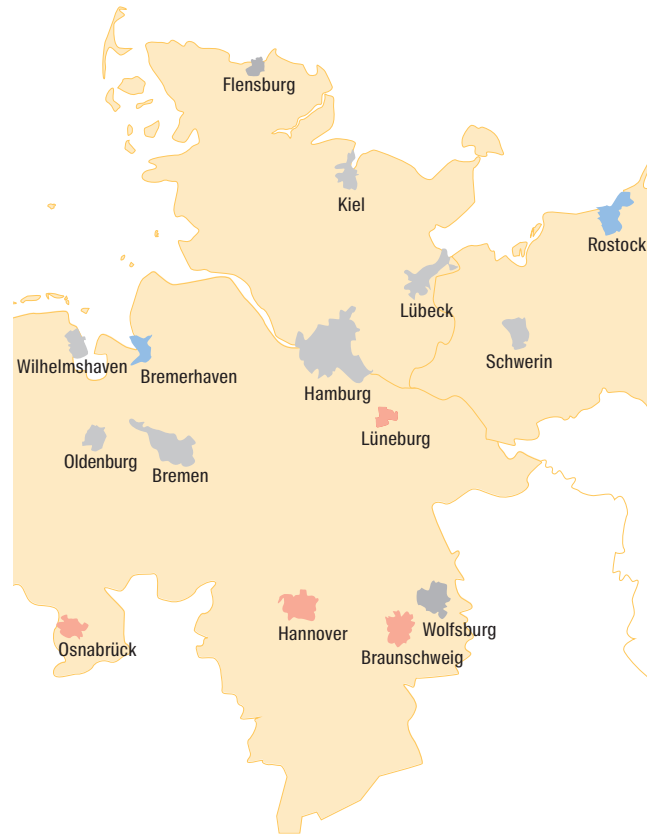 Flensburg
Kiel
Rostock
Lübeck
Wilhelmshaven
Bremerhaven
Hamburg
Schwerin
Lüneburg
Oldenburg
Bremen
Osnabrück
Hannover
Wolfsburg
Braunschweig